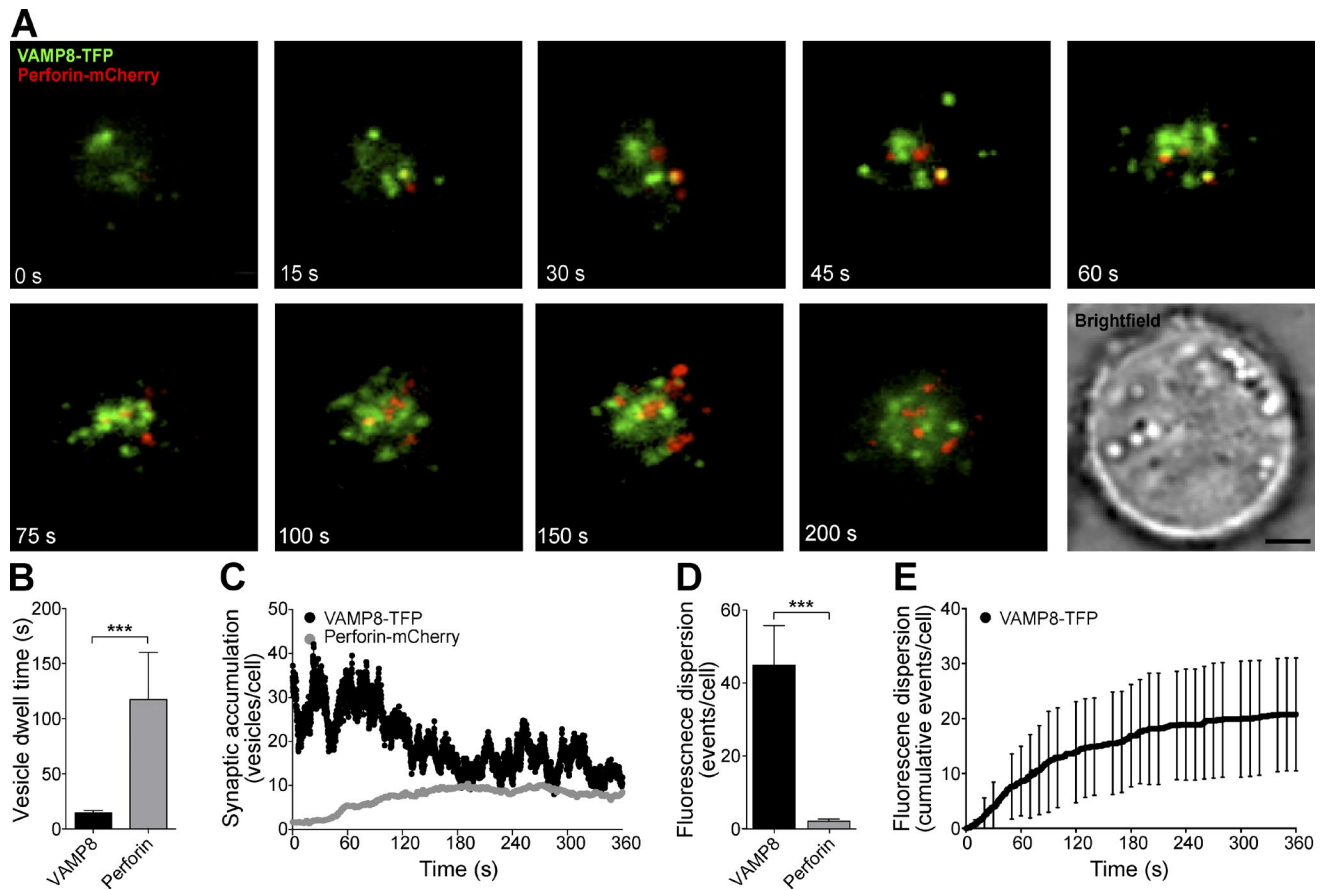 A
VAMP8-TFP
Perforin-mCherry
0 s
15 s
30 s
45 s
60 s
75 s
100 s
150 s
200 s
Brightfield
B
Vesicle dwell time (s)
200
150
100
50
0
***
VAMP8
Perforin
C
Synaptic accumulation
(vesicles/cell)
50
40
30
20
10
0
VAMP8-TFP
Perforin-mCherry
0 60 120 180 240 300 360
Time (s)
D
Fluorescnece dispersion
(events/cell)
60
40
20
0
***
VAMP8
Perforin
E
Fluorescene dispersion
(cumulative events/cell)
40
30
20
10
0
VAMP8-TFP
0 60 120 180 240 300 360
Time (s)